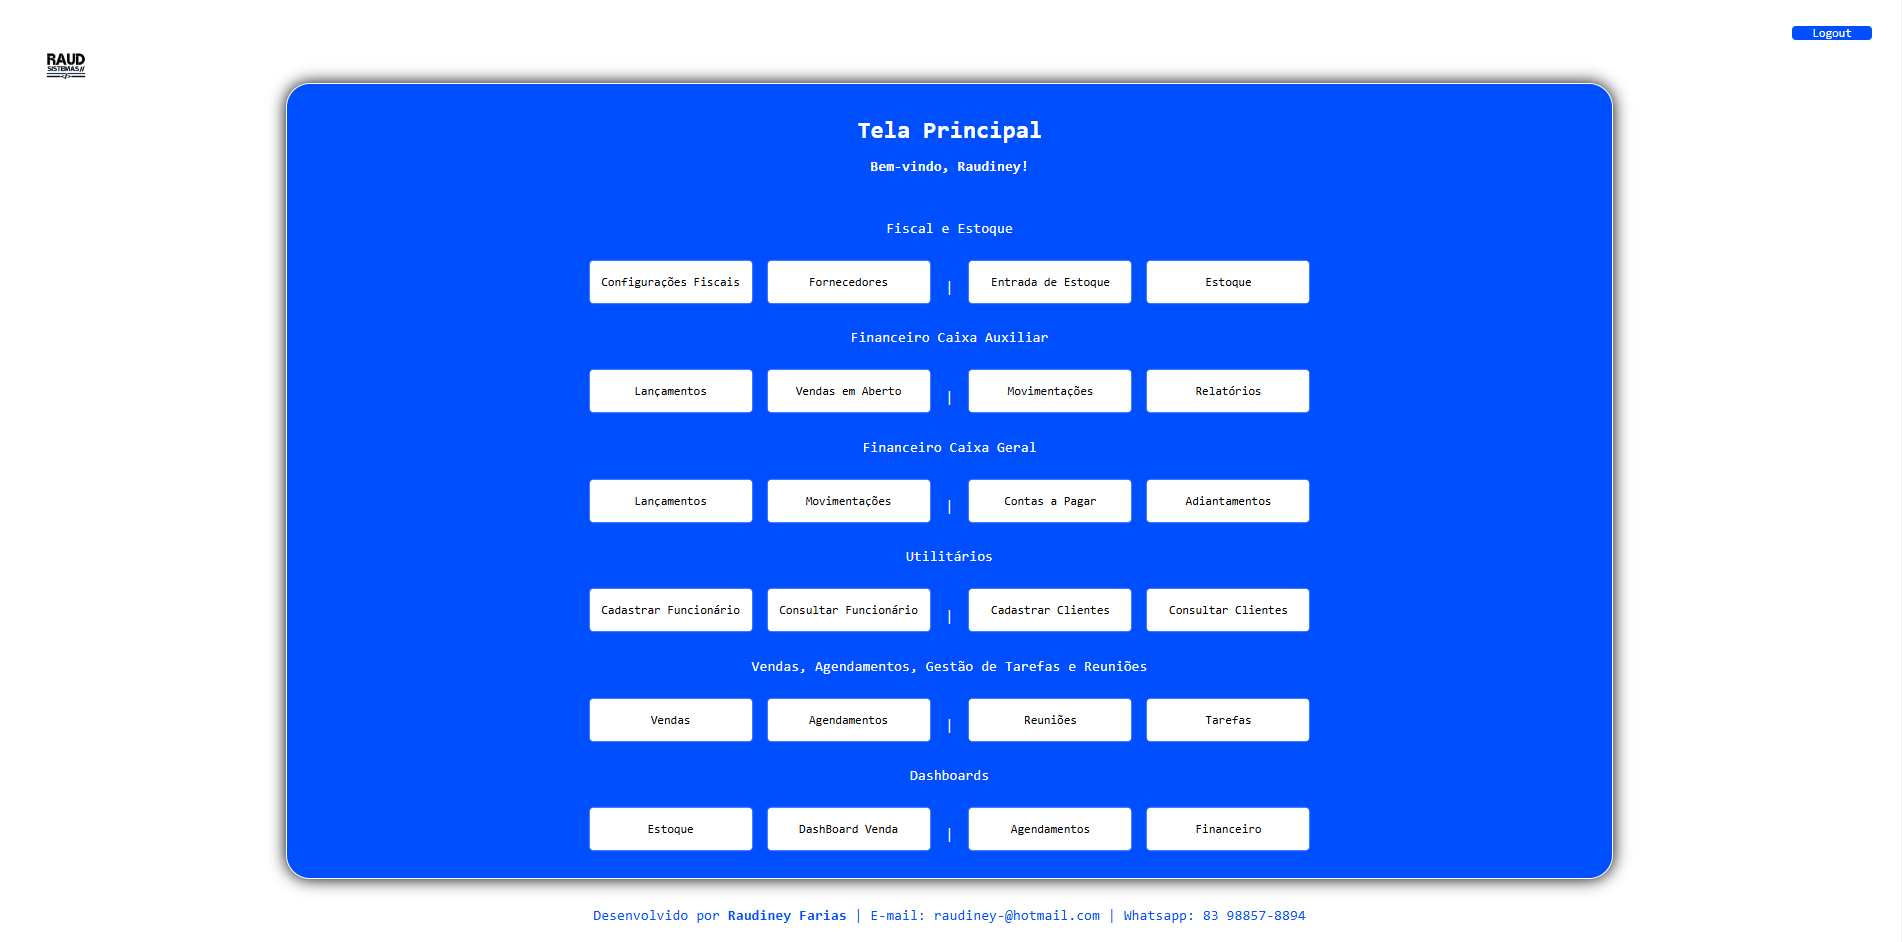 Logout
RAUD
SISTEMAS//
</>
Tela Principal
Bem-vindo, Raudiney!
Fiscal e Estoque
Configurações Fiscais Fornecedores | Entrada de Estoque Estoque
Financeiro Caixa Auxiliar
Lançamentos Vendas em Aberto | Movimentações Relatórios
Financeiro Caixa Geral
Lançamentos Movimentações | Contas a Pagar Adiantamentos
Utilitários
Cadastrar Funcionário Consultar Funcionário | Cadastrar Clientes Consultar Clientes
Vendas, Agendamentos, Gestão de Tarefas e Reuniões
Vendas Agendamentos | Reuniões Tarefas
Dashboards
Estoque DashBoard Venda | Agendamentos Financeiro
Desenvolvido por Raudiney Farias | E-mail: raudiney-@hotmail.com | Whatsapp: 83 98857-8894